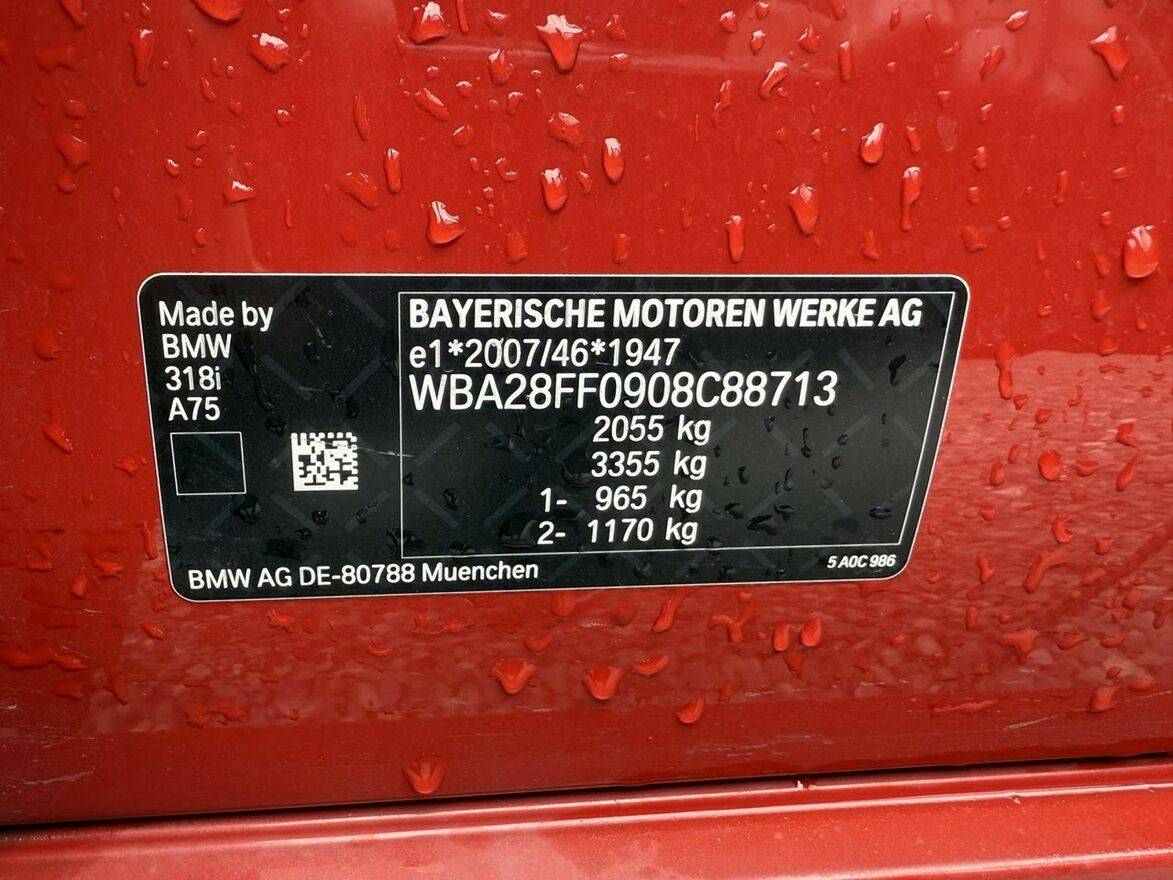 Made by
BMW
318i
A75
BAYERISCHE MOTOREN WERKE AG
e1*2007/46*1947
WBA28FF0908C88713
2055 kg
3355 kg
1- 965 kg
2- 1170 kg
BMW AG DE-80788 Muenchen
5 A0C 986